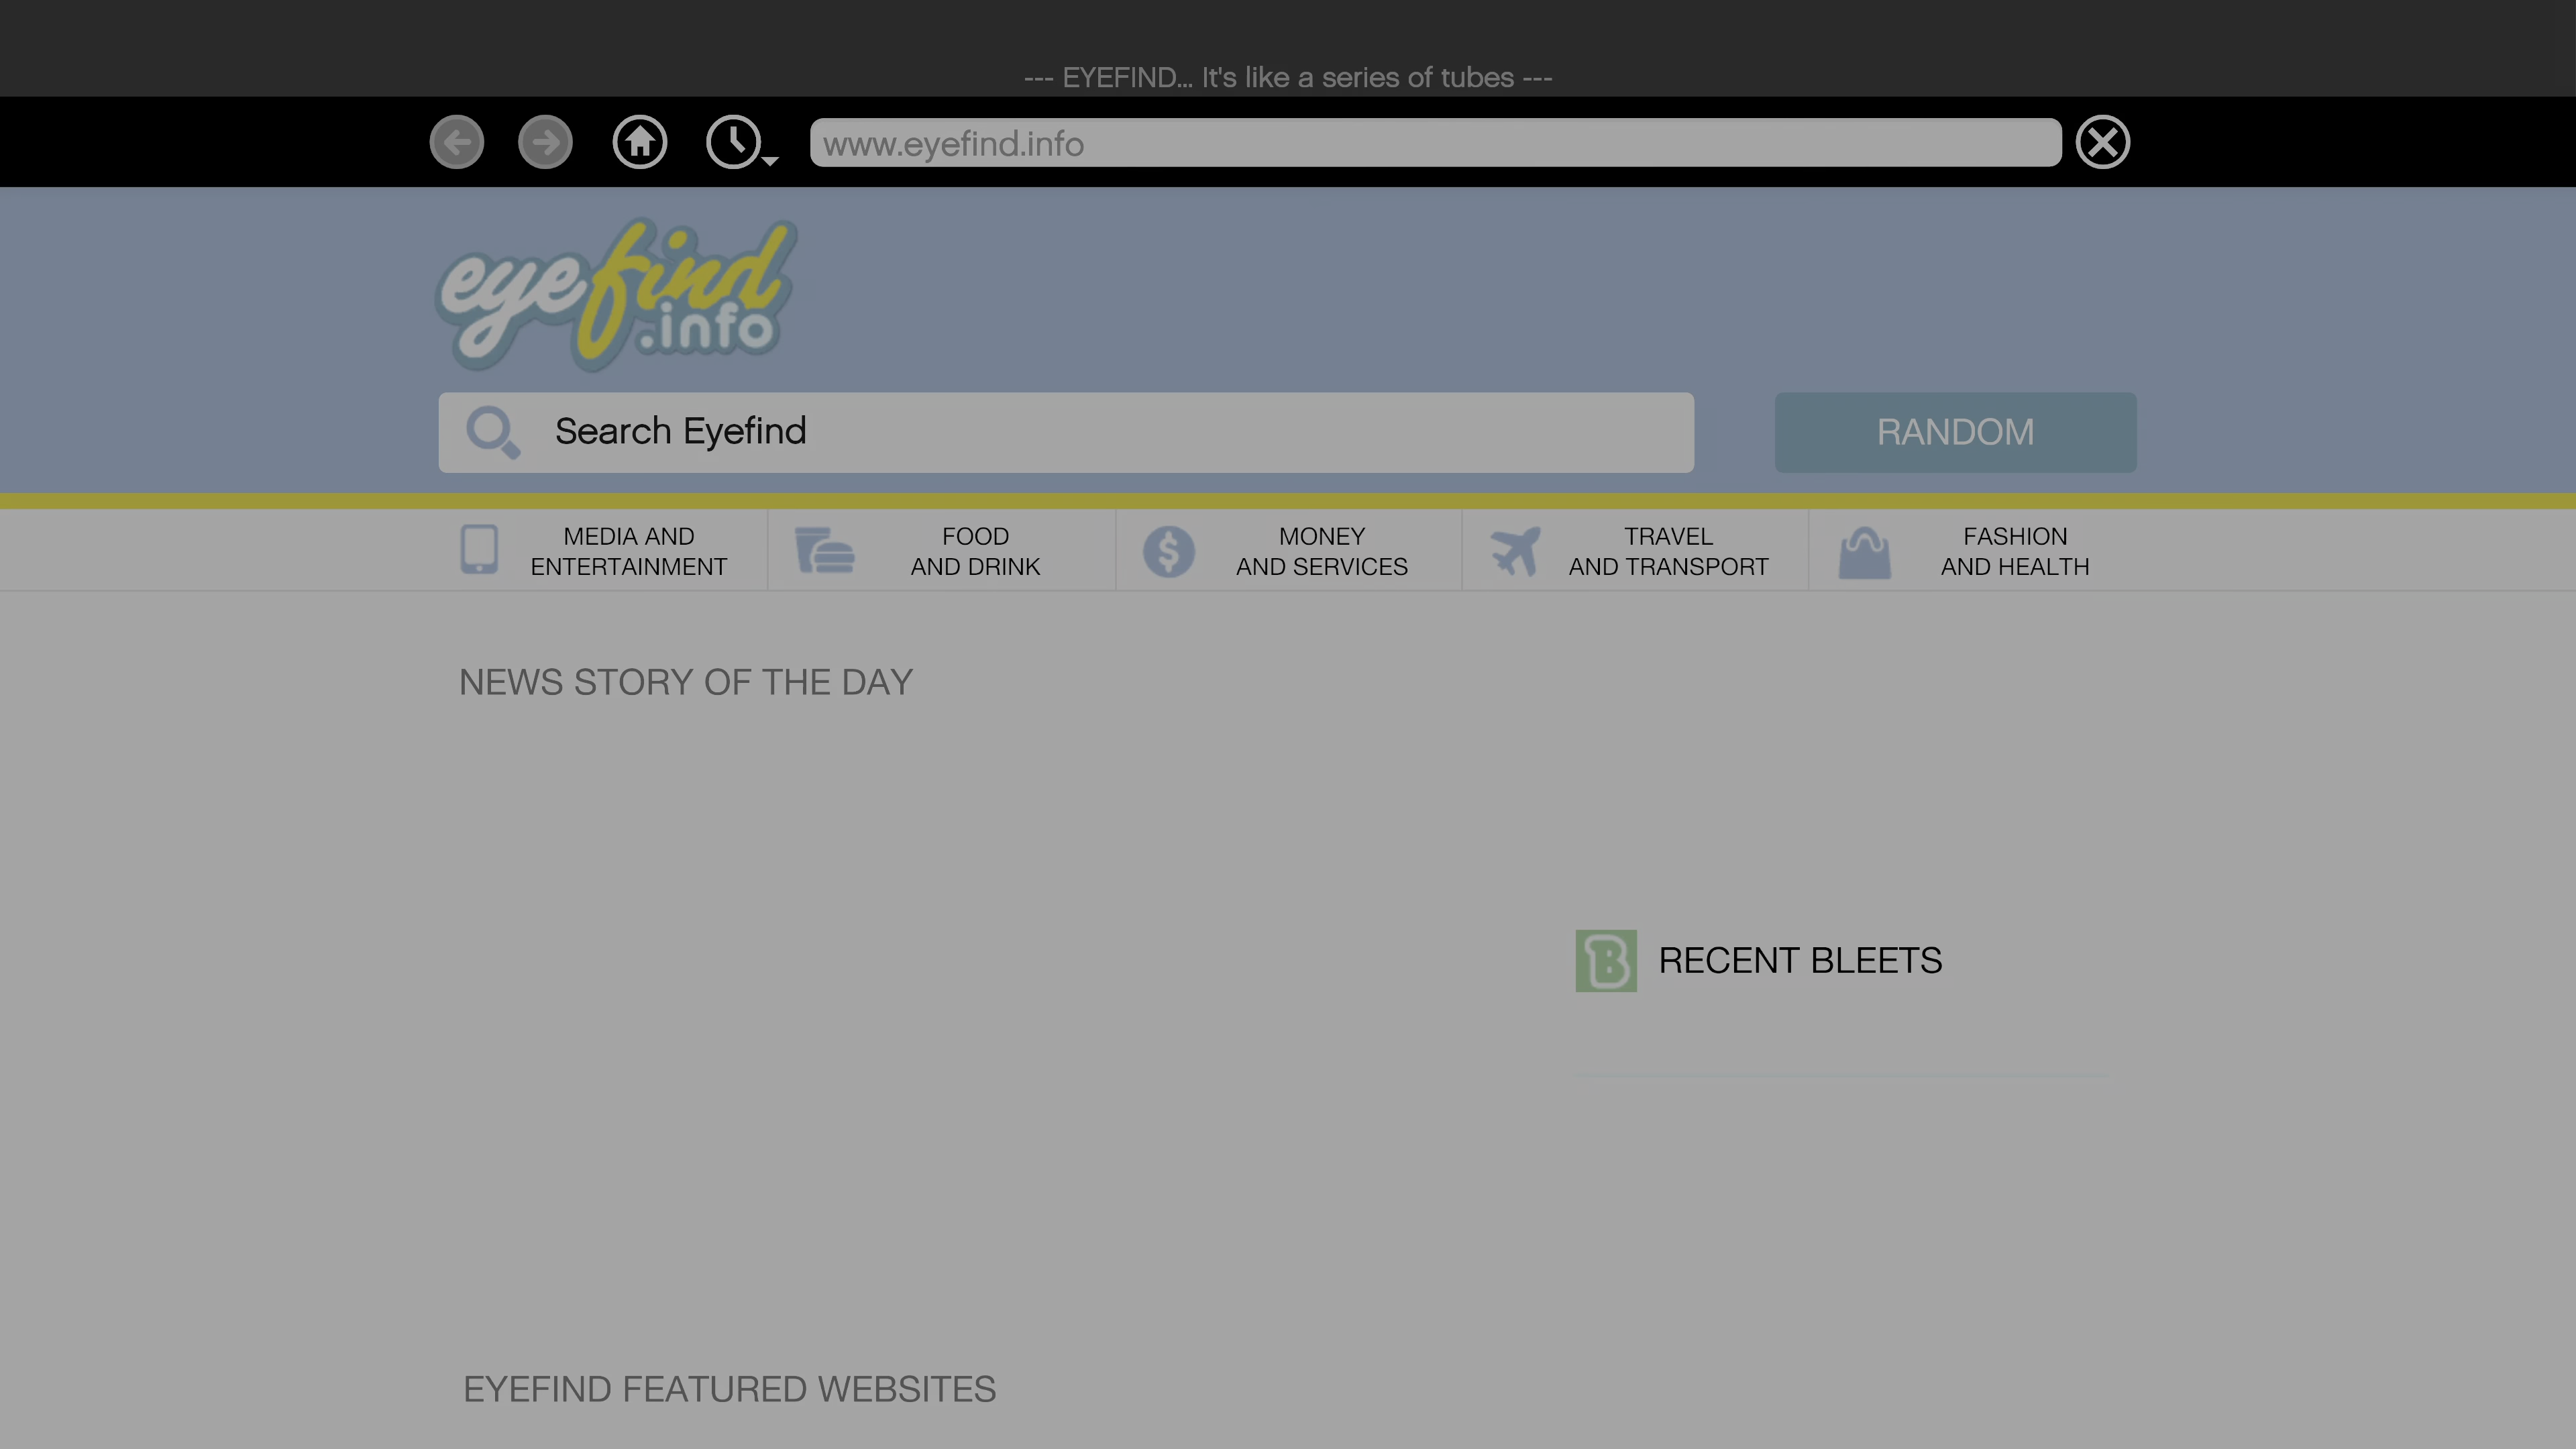 --- EYEFIND... It's like a series of tubes ---
www.eyefind.info
eyefind
.info
Search Eyefind
RANDOM
MEDIA AND
ENTERTAINMENT
FOOD
AND DRINK
MONEY
AND SERVICES
TRAVEL
AND TRANSPORT
FASHION
AND HEALTH
NEWS STORY OF THE DAY
B RECENT BLEETS
EYEFIND FEATURED WEBSITES